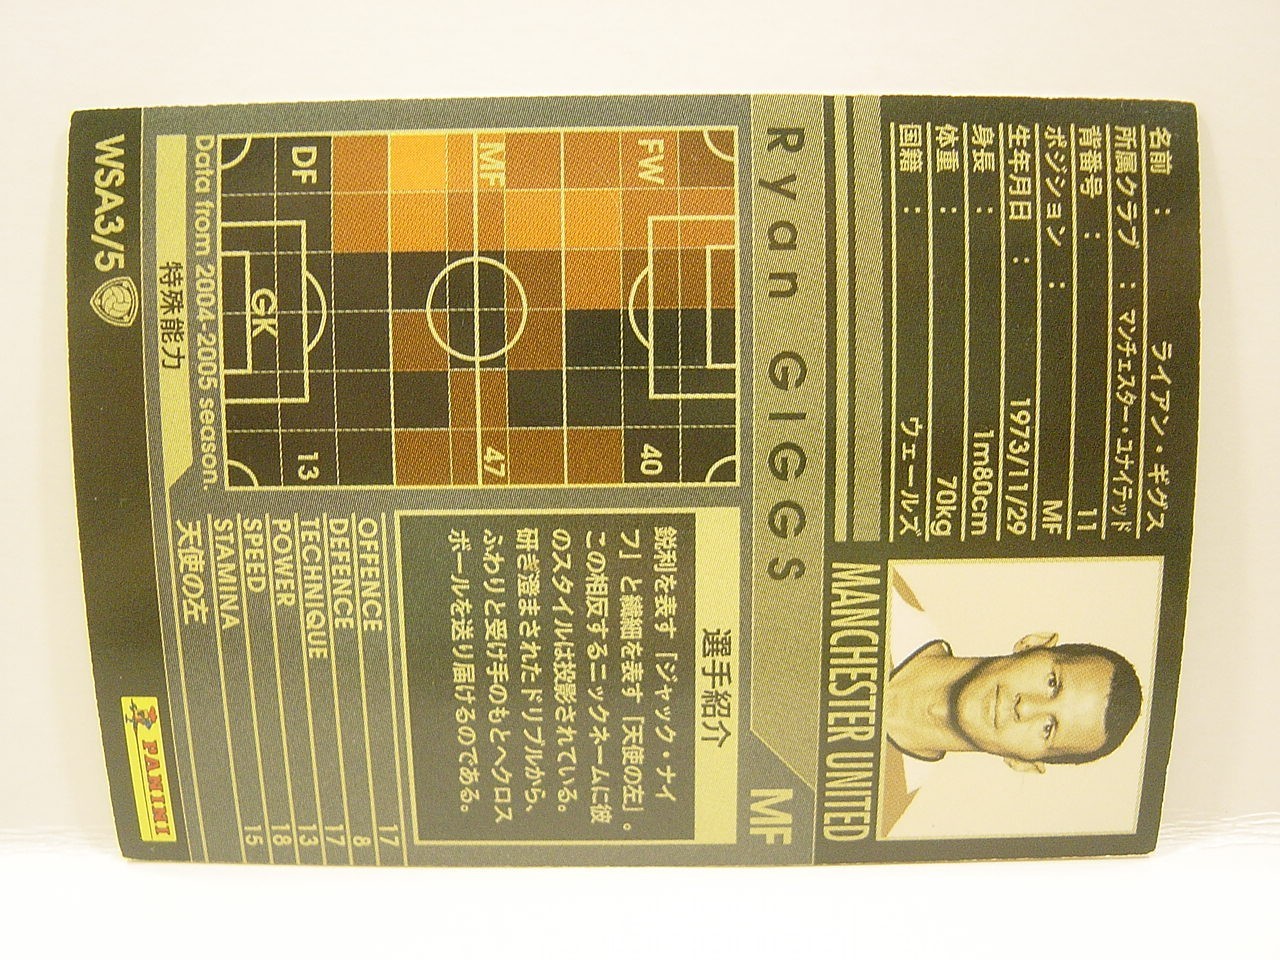 名前 : ライアン・ギグス
所属クラブ : マンチェスター・ユナイテッド
背番号 : 11
ポジション : MF
生年月日 : 1973/11/29
身長 : 1m80cm
体重 : 70kg
国籍 : ウェールズ
MANCHESTER UNITED
Ryan GIGGS
MF
FW 40
MF 47
DF 13
GK
Data from 2004-2005 season.
選手紹介
鋭利を表す「ジャック・ナイ
フ」と繊細を表す「天使の左」。
この相反するニックネームに彼
のスタイルは投影されている。
研ぎ澄まされたドリブルから、
ふわりと受け手のもとへクロス
ボールを送り届けるのである。
OFFENCE 17
DEFENCE 8
TECHNIQUE 17
POWER 13
SPEED 18
STAMINA 15
特殊能力 天使の左
WSA3/5
PANINI